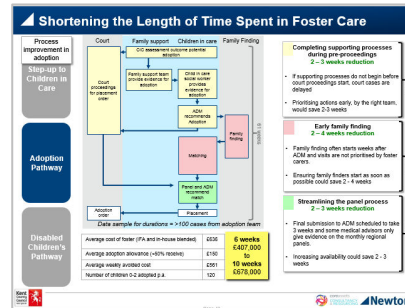 Shortening the Length of Time Spent in Foster Care
Process
improvement in
adoption
Step-up to
Children in
Care
Adoption
Pathway
Disabled
Children's
Pathways
Court
Family support
Children in care
Family Finding
CIC assessment outcome potential
adoption
Family support team
provide evidence for
adoption
Child in care
social worker
provides
evidence for
adoption
Court
proceedings
for placement
order
ADM
recommends
Adoption
Family
finding
Matching
Panel and ADM
recommend
match
Adoption
order
Placement
Data sample for durations = >100 cases from adoption team
Average cost of foster (IFA and in-house blended) £636
Average weekly avoided cost £561
Number of children 0-2 adopted p.a. 120
6 weeks
£407,000
to
10 weeks
£678,000
Completing supporting processes
during pre-proceedings
2 – 3 weeks reduction
• If supporting processes do not begin before
court proceedings start, court cases are
delayed
• Prioritising actions early, by the right team,
would save 2-3 weeks
Early family finding
2 – 4 weeks reduction
• Family finding often starts weeks after
ADM and visits are not prioritised by foster
carers.
• Ensuring family finders start as soon as
possible could save 2 - 4 weeks
Streamlining the panel process
2 – 3 weeks reduction
• Final submission to ADM scheduled to take
3 weeks and some medical advisors only
give evidence on the monthly regional
panels.
• Increasing availability could save 2 - 3
weeks
Kent
Newton